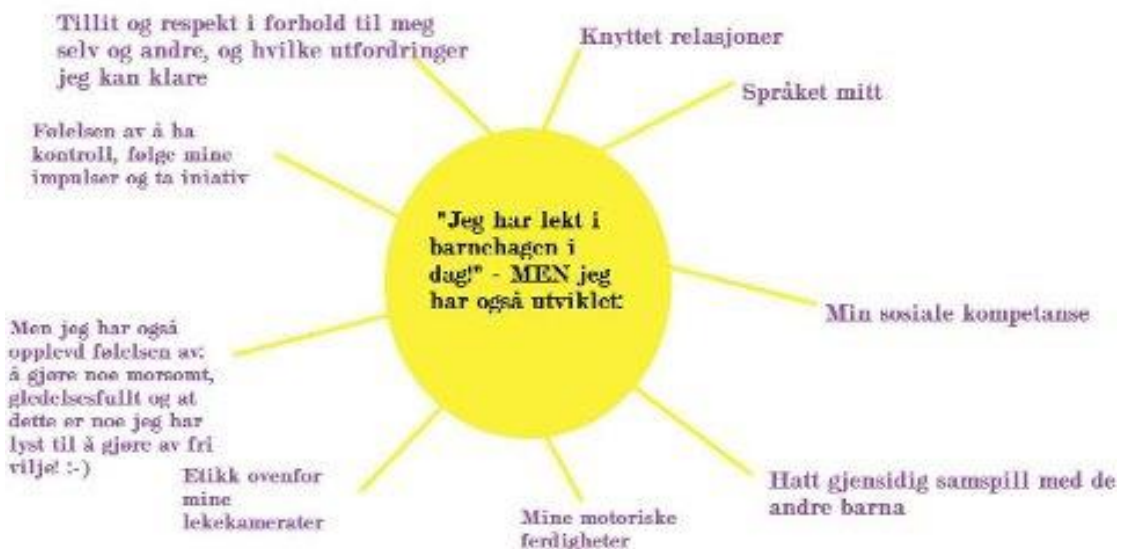 "Jeg har lekt i
barnehagen i
dag!" - MEN jeg
har også utviklet:
Tillit og respekt i forhold til meg
selv og andre, og hvilke utfordringer
jeg kan klare
Knyttet relasjoner
Språket mitt
Min sosiale kompetanse
Hatt gjensidig samspill med de
andre barna
Mine motoriske
ferdigheter
Etikk ovenfor
mine
lekekamerater
Men jeg har også
opplevd følelsen av:
å gjøre noe morsomt,
gledelsesfullt og at
dette er noe jeg har
lyst til å gjøre av fri
vilje! :-)
Følelsen av å ha
kontroll, følge mine
impulser og ta iniativ